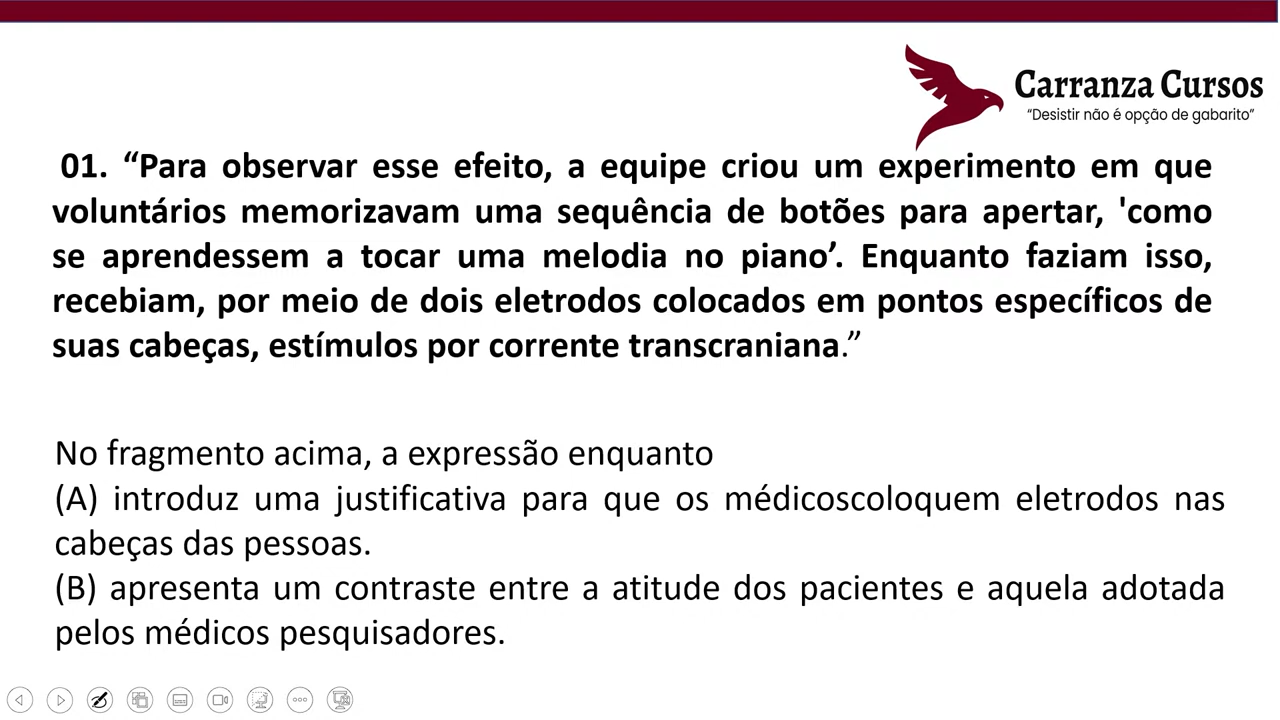 Carranza Cursos
“Desistir não é opção de gabarito”
01. “Para observar esse efeito, a equipe criou um experimento em que
voluntários memorizavam uma sequência de botões para apertar, 'como
se aprendessem a tocar uma melodia no piano’. Enquanto faziam isso,
recebiam, por meio de dois eletrodos colocados em pontos específicos de
suas cabeças, estímulos por corrente transcraniana.”
No fragmento acima, a expressão enquanto
(A) introduz uma justificativa para que os médicoscoloquem eletrodos nas
cabeças das pessoas.
(B) apresenta um contraste entre a atitude dos pacientes e aquela adotada
pelos médicos pesquisadores.